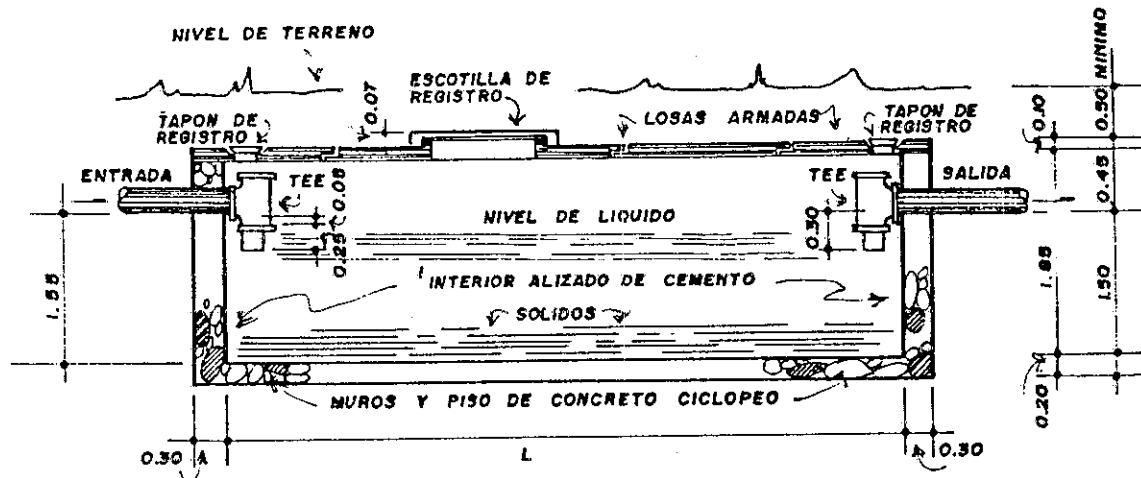 NIVEL DE TERRENO
ESCOTILLA DE
REGISTRO
0.07
TAPON DE
REGISTRO
LOSAS ARMADAS
TAPON DE
REGISTRO
0.10
0.50 MINIMO
ENTRADA
TEE
TEE
SALIDA
0.45
NIVEL DE LIQUIDO
0.25
0.05
0.30
INTERIOR ALIZADO DE CEMENTO
1.55
1.85
1.50
SOLIDOS
MUROS Y PISO DE CONCRETO CICLOPEO
0.20
0.30
L
0.30